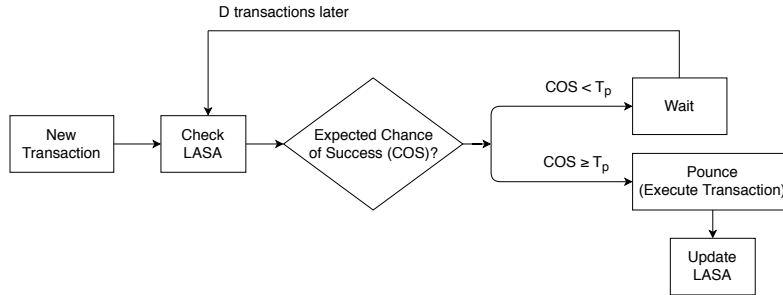 D transactions later
New
Transaction
Check
LASA
Expected Chance
of Success (COS)?
COS < Tₚ
Wait
COS ≥ Tₚ
Pounce
(Execute Transaction)
Update
LASA